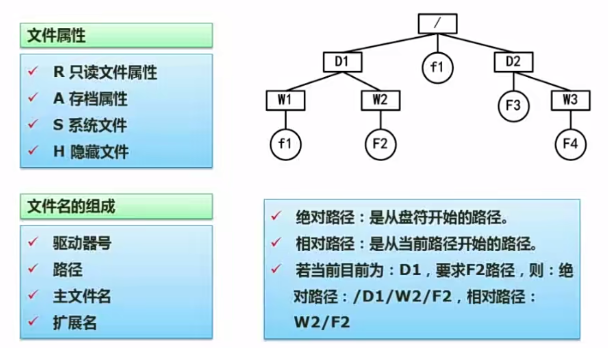 文件属性
R 只读文件属性
A 存档属性
S 系统文件
H 隐藏文件
/
D1
f1
D2
W1
W2
F3
W3
f1
F2
F4
文件名的组成
驱动器号
路径
主文件名
扩展名
绝对路径：是从盘符开始的路径。
相对路径：是从当前路径开始的路径。
若当前目前为：D1，要求F2路径，则：绝
对路径：/D1/W2/F2，相对路径：
W2/F2